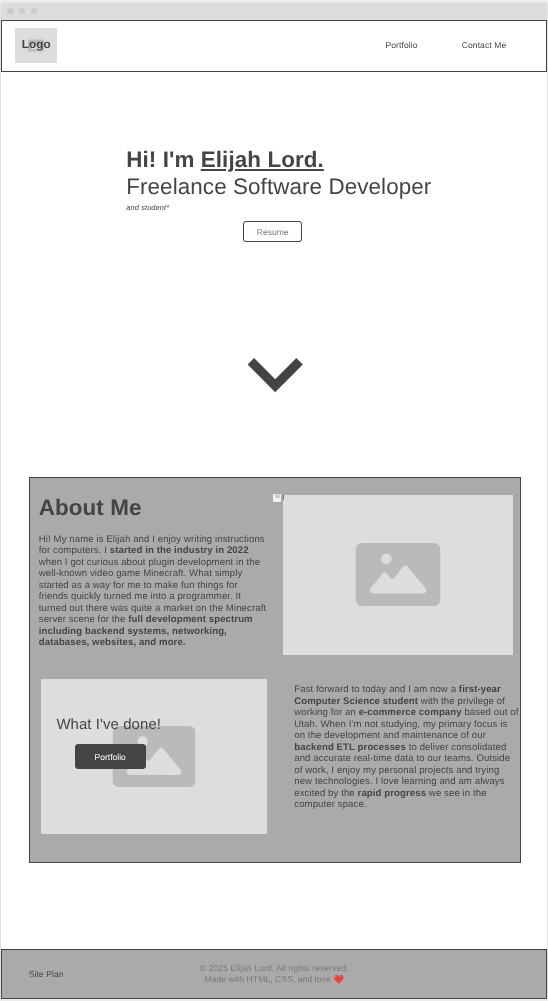 Logo
Portfolio
Contact Me
Hi! I'm Elijah Lord.
Freelance Software Developer
and student*
Resume
About Me
Hi! My name is Elijah and I enjoy writing instructions
for computers. I started in the industry in 2022
when I got curious about plugin development in the
well-known video game Minecraft. What simply
started as a way for me to make fun things for
friends quickly turned me into a programmer. It
turned out there was quite a market on the Minecraft
server scene for the full development spectrum
including backend systems, networking,
databases, websites, and more.
What I've done!
Portfolio
Fast forward to today and I am now a first-year
Computer Science student with the privilege of
working for an e-commerce company based out of
Utah. When I'm not studying, my primary focus is
on the development and maintenance of our
backend ETL processes to deliver consolidated
and accurate real-time data to our teams. Outside
of work, I enjoy my personal projects and trying
new technologies. I love learning and am always
excited by the rapid progress we see in the
computer space.
Site Plan
© 2025 Elijah Lord. All rights reserved.
Made with HTML, CSS, and love ❤️